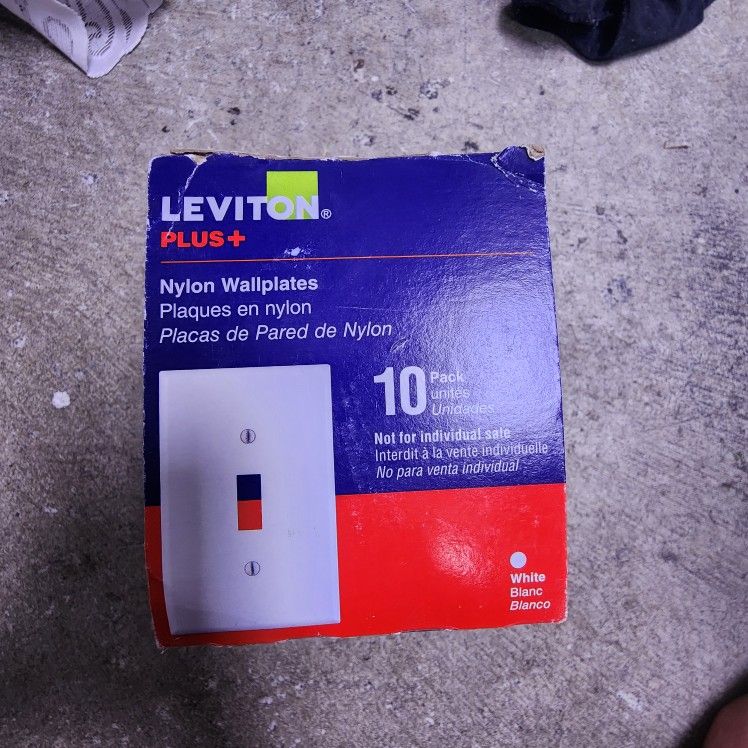 LEVITON®
PLUS+
Nylon Wallplates
Plaques en nylon
Placas de Pared de Nylon
10 Pack
unités
Unidades
Not for individual sale
Interdit à la vente individuelle
No para venta individual
White
Blanc
Blanco